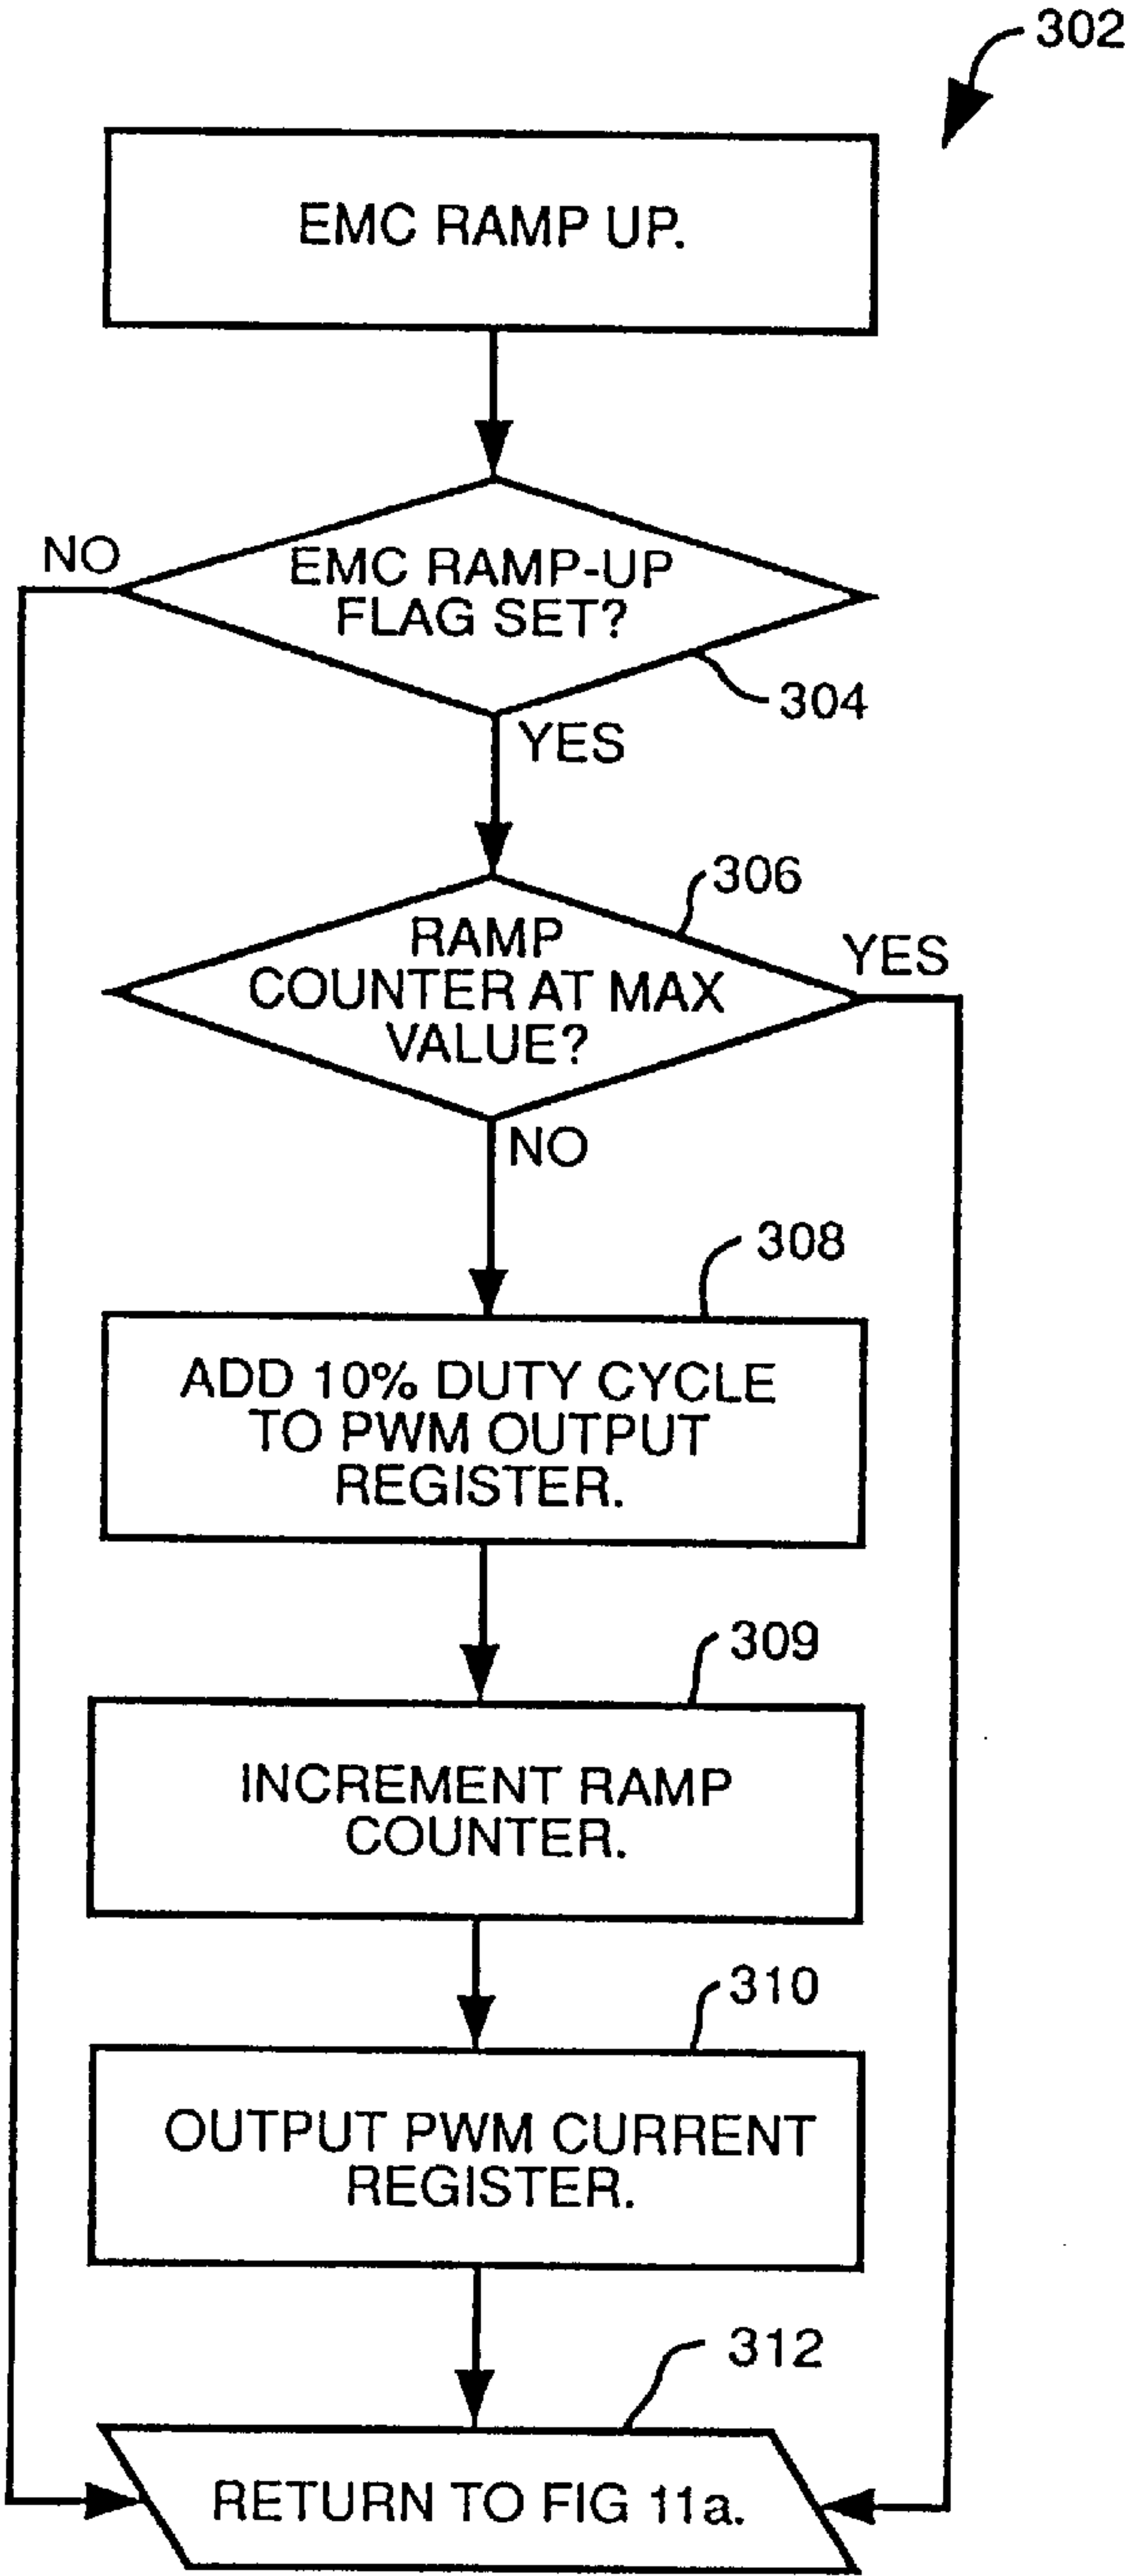 302
EMC RAMP UP.
NO
EMC RAMP-UP
FLAG SET?
304
YES
306
RAMP
COUNTER AT MAX
VALUE?
YES
NO
308
ADD 10% DUTY CYCLE
TO PWM OUTPUT
REGISTER.
309
INCREMENT RAMP
COUNTER.
310
OUTPUT PWM CURRENT
REGISTER.
312
RETURN TO FIG 11a.